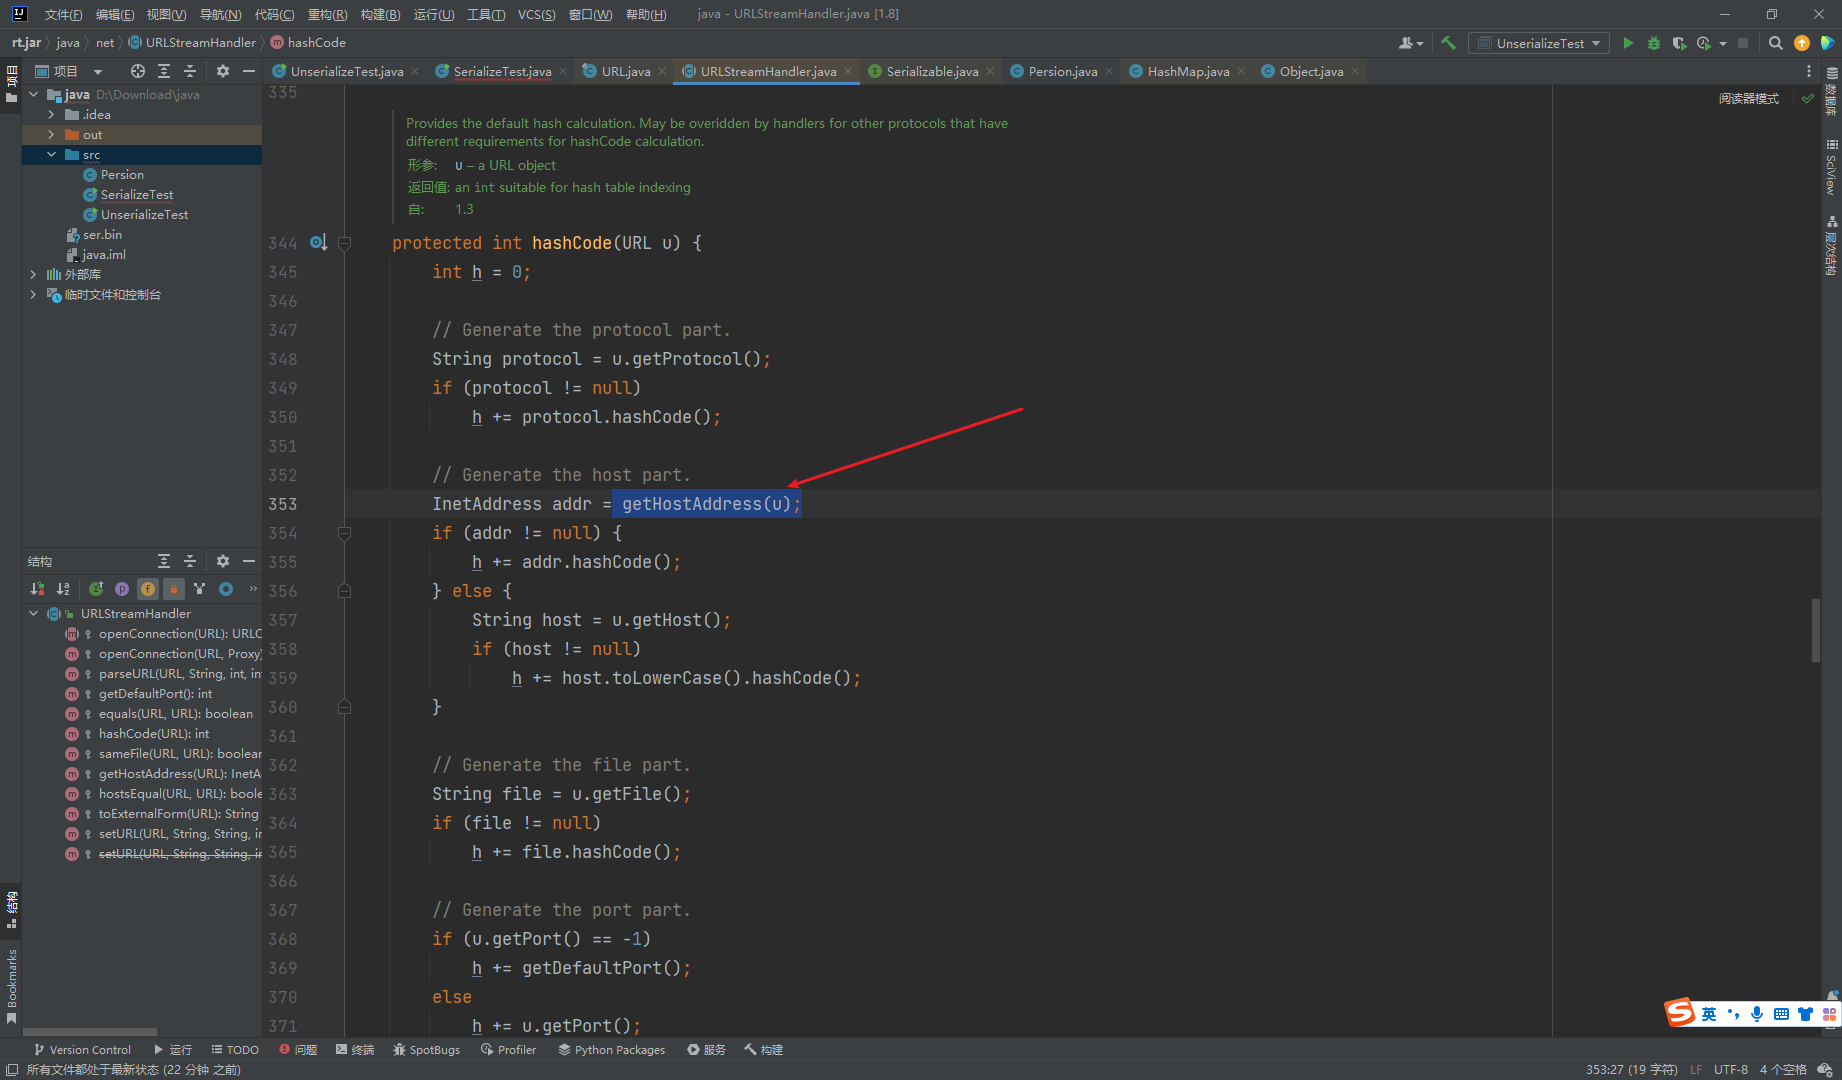 文件(F) 编辑(E) 视图(V) 导航(N) 代码(C) 重构(R) 构建(B) 运行(U) 工具(T) VCS(S) 窗口(W) 帮助(H) java - URLStreamHandler.java [1.8]
rt.jar java net URLStreamHandler hashCode
UnserializeTest
项目
UnserializeTest.java SerializeTest.java URL.java URLStreamHandler.java Serializable.java Persion.java HashMap.java Object.java
java D:\Download\java
.idea
out
src
Persion
SerializeTest
UnserializeTest
ser.bin
java.iml
外部库
临时文件和控制台
结构
URLStreamHandler
openConnection(URL): URLC
openConnection(URL, Proxy)
parseURL(URL, String, int, in
getDefaultPort(): int
equals(URL, URL): boolean
hashCode(URL): int
sameFile(URL, URL): boolean
getHostAddress(URL): InetA
hostsEqual(URL, URL): boole
toExternalForm(URL): String
setURL(URL, String, String, in
setURL(URL, String, String, in
项目
结构
Bookmarks
阅读器模式
335
Provides the default hash calculation. May be overidden by handlers for other protocols that have
different requirements for hashCode calculation.
形参: u – a URL object
返回值: an int suitable for hash table indexing
自: 1.3
344 protected int hashCode(URL u) {
345 int h = 0;
346
347 // Generate the protocol part.
348 String protocol = u.getProtocol();
349 if (protocol != null)
350 h += protocol.hashCode();
351
352 // Generate the host part.
353 InetAddress addr = getHostAddress(u);
354 if (addr != null) {
355 h += addr.hashCode();
356 } else {
357 String host = u.getHost();
358 if (host != null)
359 h += host.toLowerCase().hashCode();
360 }
361
362 // Generate the file part.
363 String file = u.getFile();
364 if (file != null)
365 h += file.hashCode();
366
367 // Generate the port part.
368 if (u.getPort() == -1)
369 h += getDefaultPort();
370 else
371 h += u.getPort();
数据库
SciView
层次结构
英
Version Control 运行 TODO 问题 终端 SpotBugs Profiler Python Packages 服务 构建
所有文件都处于最新状态 (22 分钟 之前) 353:27 (19 字符) LF UTF-8 4 个空格